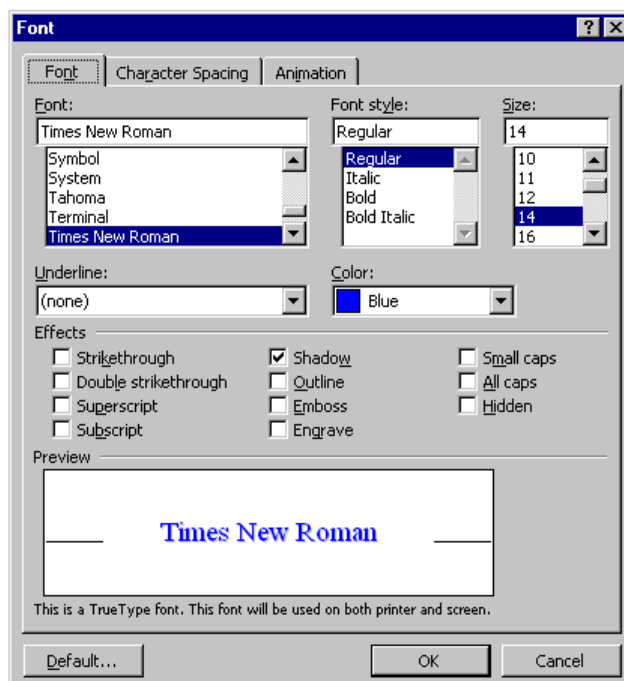 Font
Font Character Spacing Animation
Font: Font style: Size:
Times New Roman Regular 14
Symbol Regular 10
System Italic 11
Tahoma Bold 12
Terminal Bold Italic 14
Times New Roman 16
Underline: Color:
(none) Blue
Effects
Strikethrough Shadow Small caps
Double strikethrough Outline All caps
Superscript Emboss Hidden
Subscript Engrave
Preview
Times New Roman
This is a TrueType font. This font will be used on both printer and screen.
Default... OK Cancel